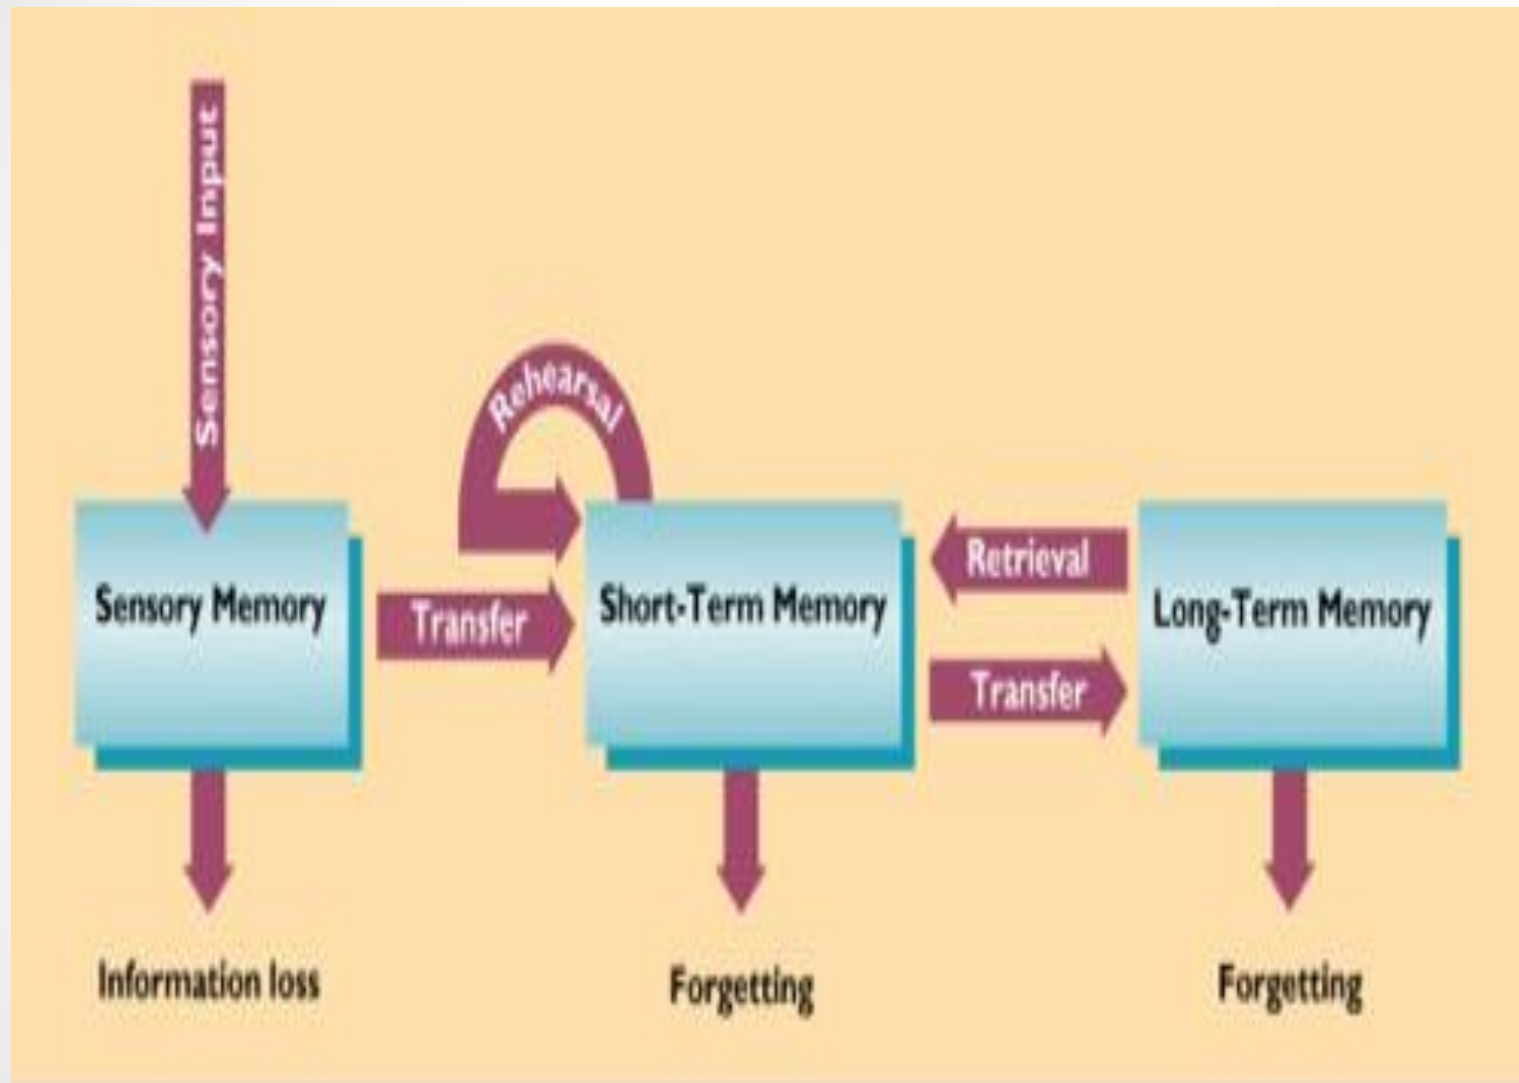 Sensory Input
Rehearsal
Sensory Memory
Transfer
Short-Term Memory
Retrieval
Transfer
Long-Term Memory
Information loss
Forgetting
Forgetting